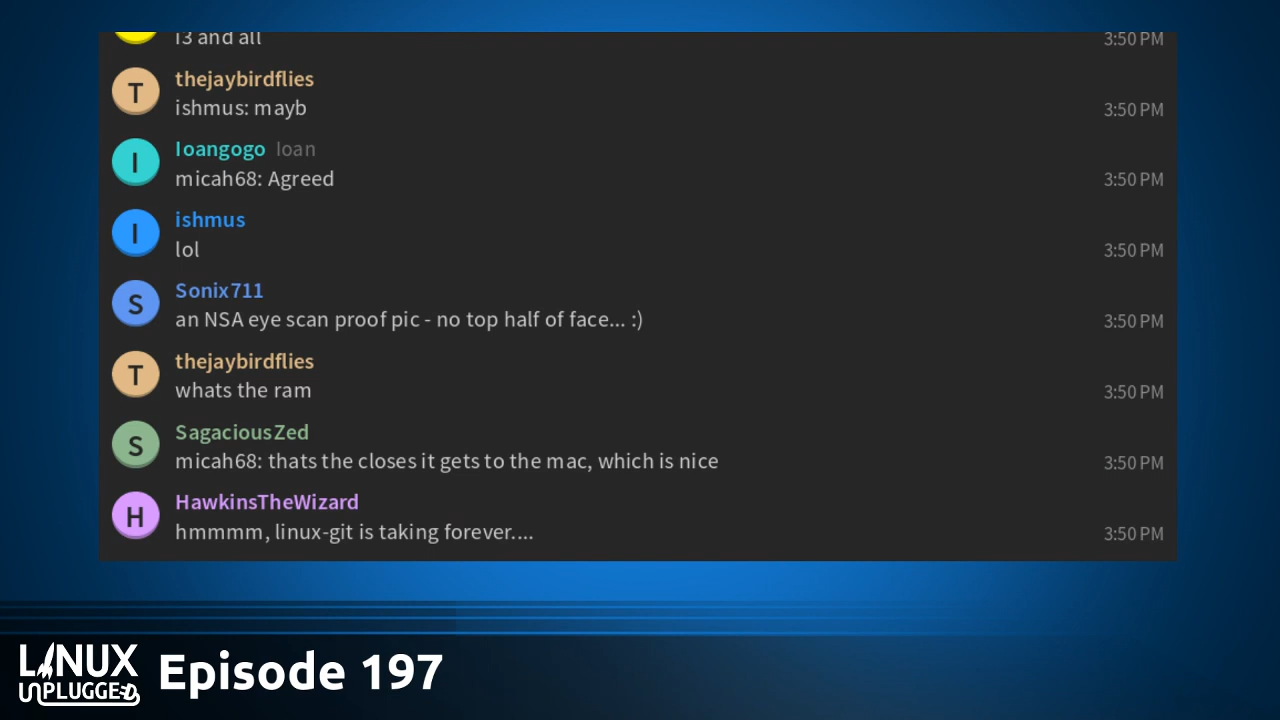 i3 and all
3:50 PM
T
thejaybirdflies
ishmus: mayb
3:50 PM
I
Ioangogo Ioan
micah68: Agreed
3:50 PM
I
ishmus
lol
3:50 PM
S
Sonix711
an NSA eye scan proof pic - no top half of face... :)
3:50 PM
T
thejaybirdflies
whats the ram
3:50 PM
S
SagaciousZed
micah68: thats the closes it gets to the mac, which is nice
3:50 PM
H
HawkinsTheWizard
hmmmm, linux-git is taking forever....
3:50 PM
LINUX
UNPLUGGED
Episode 197